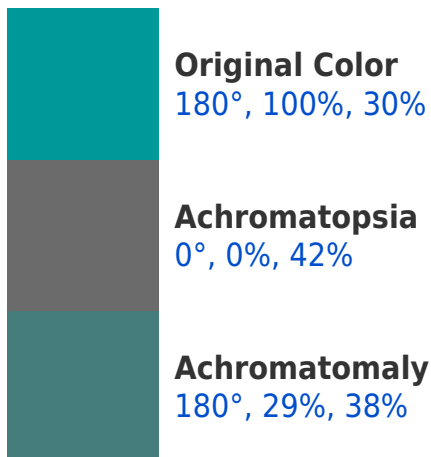 Original Color
180°, 100%, 30%
Achromatopsia
0°, 0%, 42%
Achromatomaly
180°, 29%, 38%